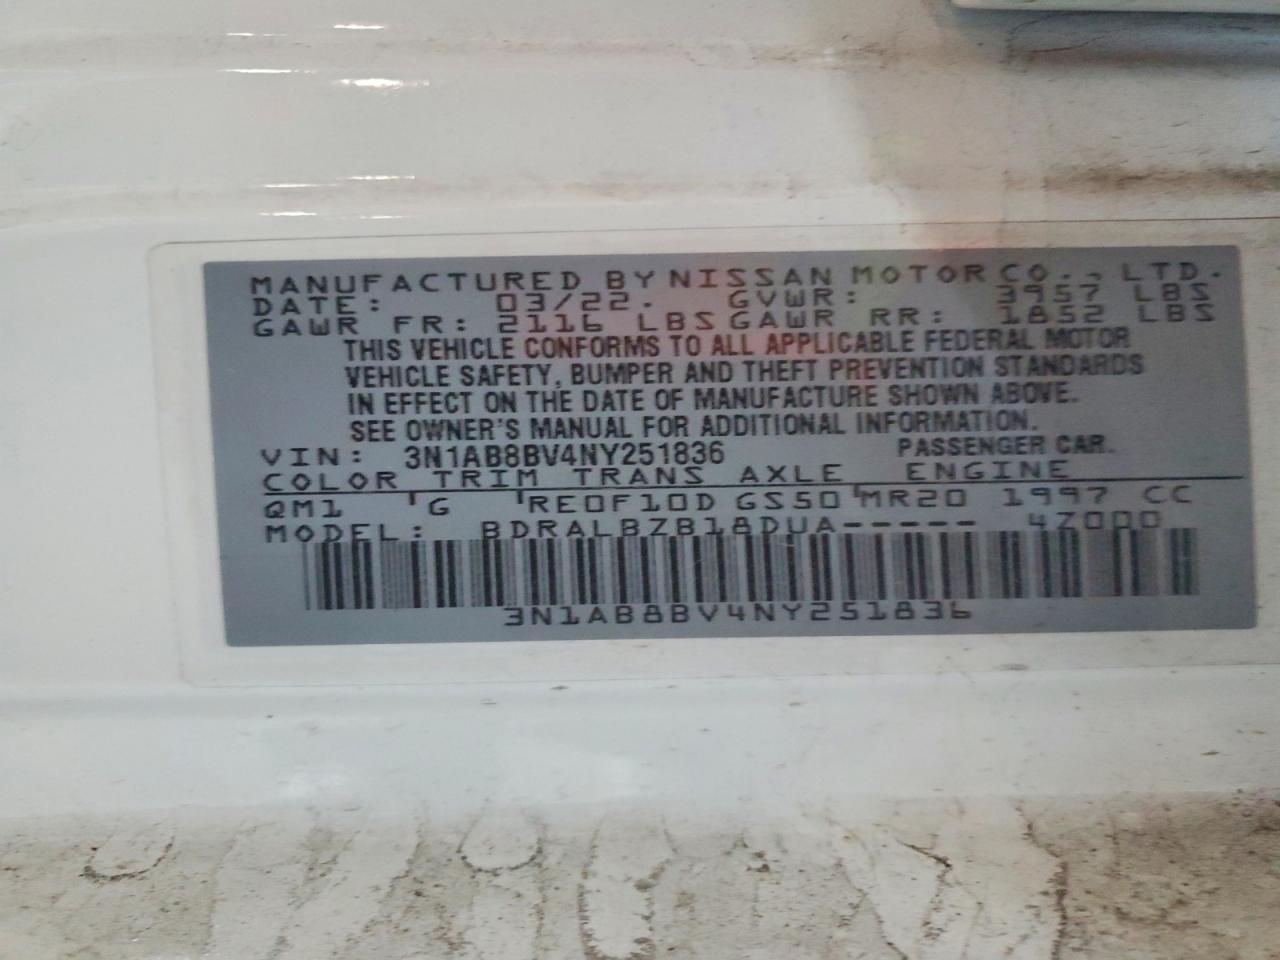 MANUFACTURED BY NISSAN MOTOR CO., LTD.
DATE: 03/22. GVWR: 3957 LBS
GAWR FR: 2116 LBS GAWR RR: 1852 LBS
THIS VEHICLE CONFORMS TO ALL APPLICABLE FEDERAL MOTOR
VEHICLE SAFETY, BUMPER AND THEFT PREVENTION STANDARDS
IN EFFECT ON THE DATE OF MANUFACTURE SHOWN ABOVE.
SEE OWNER'S MANUAL FOR ADDITIONAL INFORMATION.
VIN: 3N1AB8BV4NY251836 PASSENGER CAR.
COLOR TRIM TRANS AXLE ENGINE
QM1 G RE0F10D GS50 MR20 1997 CC
MODEL: BDRALBZB18DUA----- 4Z000
3N1AB8BV4NY251836